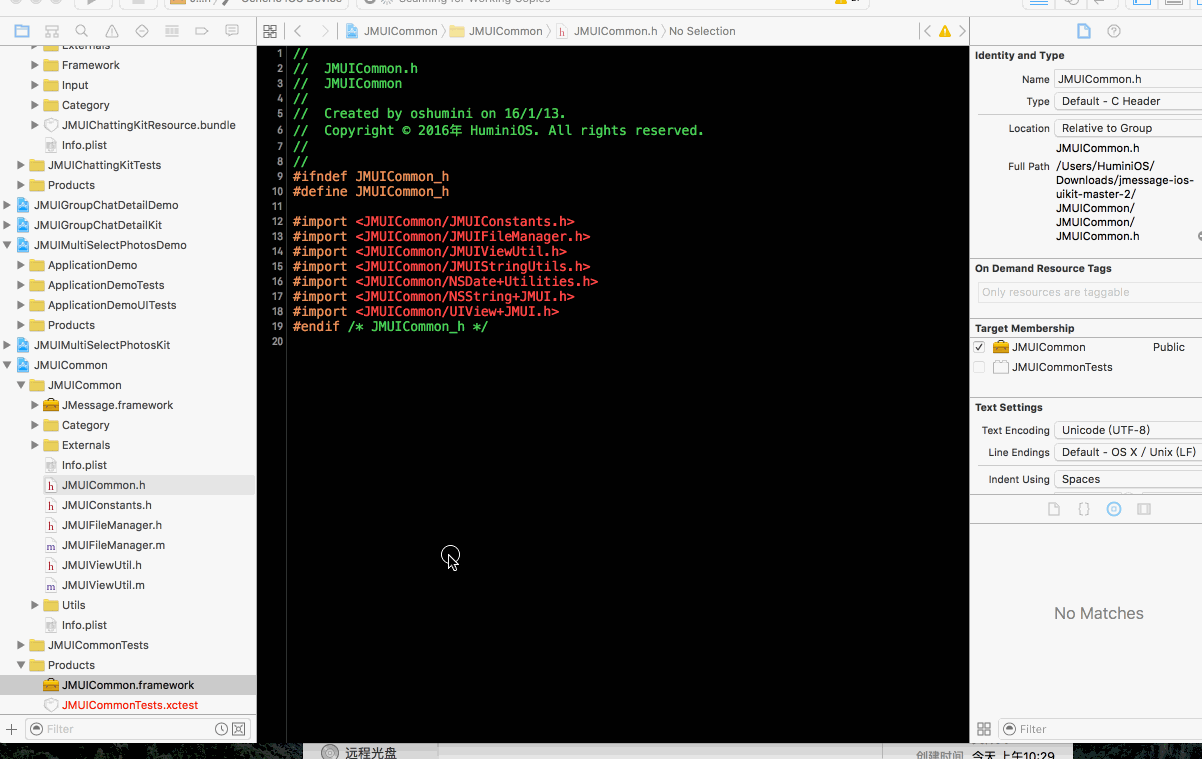 Generic iOS Device
Scanning for Working Copies
JMUICommon
JMUICommon
JMUICommon.h
No Selection
Externals
Framework
Input
Category
JMUIChattingKitResource.bundle
Info.plist
JMUIChattingKitTests
Products
JMUIGroupChatDetailDemo
JMUIGroupChatDetailKit
JMUIMultiSelectPhotosDemo
ApplicationDemo
ApplicationDemoTests
ApplicationDemoUITests
Products
JMUIMultiSelectPhotosKit
JMUICommon
JMUICommon
JMessage.framework
Category
Externals
Info.plist
JMUICommon.h
JMUIConstants.h
JMUIFileManager.h
JMUIFileManager.m
JMUIViewUtil.h
JMUIViewUtil.m
Utils
Info.plist
JMUICommonTests
Products
JMUICommon.framework
JMUICommonTests.xctest
Filter
1 //
2 //  JMUICommon.h
3 //  JMUICommon
4 //
5 //  Created by oshumini on 16/1/13.
6 //  Copyright © 2016年 HuminiOS. All rights reserved.
7 //
8 //
9 #ifndef JMUICommon_h
10 #define JMUICommon_h
11
12 #import <JMUICommon/JMUIConstants.h>
13 #import <JMUICommon/JMUIFileManager.h>
14 #import <JMUICommon/JMUIViewUtil.h>
15 #import <JMUICommon/JMUIStringUtils.h>
16 #import <JMUICommon/NSDate+Utilities.h>
17 #import <JMUICommon/NSString+JMUI.h>
18 #import <JMUICommon/UIView+JMUI.h>
19 #endif /* JMUICommon_h */
20
Identity and Type
Name JMUICommon.h
Type Default - C Header
Location Relative to Group
JMUICommon.h
Full Path /Users/HuminiOS/
Downloads/jmessage-ios-
uikit-master-2/
JMUICommon/
JMUICommon/
JMUICommon.h
On Demand Resource Tags
Only resources are taggable
Target Membership
JMUICommon Public
JMUICommonTests
Text Settings
Text Encoding Unicode (UTF-8)
Line Endings Default - OS X / Unix (LF)
Indent Using Spaces
No Matches
Filter
远程光盘
创建时间 今天 上午10:29